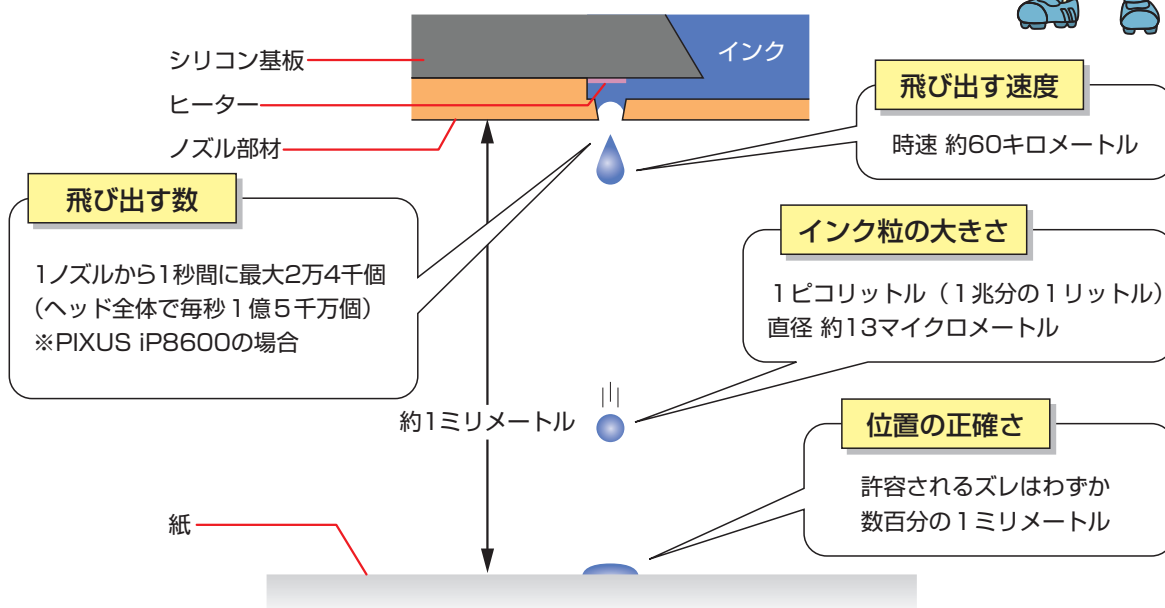 シリコン基板
ヒーター
ノズル部材
インク
飛び出す速度
時速 約60キロメートル
飛び出す数
1ノズルから1秒間に最大2万4千個
(ヘッド全体で毎秒1億5千万個)
※PIXUS iP8600の場合
インク粒の大きさ
1ピコリットル（1兆分の1リットル）
直径 約13マイクロメートル
約1ミリメートル
位置の正確さ
許容されるズレはわずか
数百分の1ミリメートル
紙